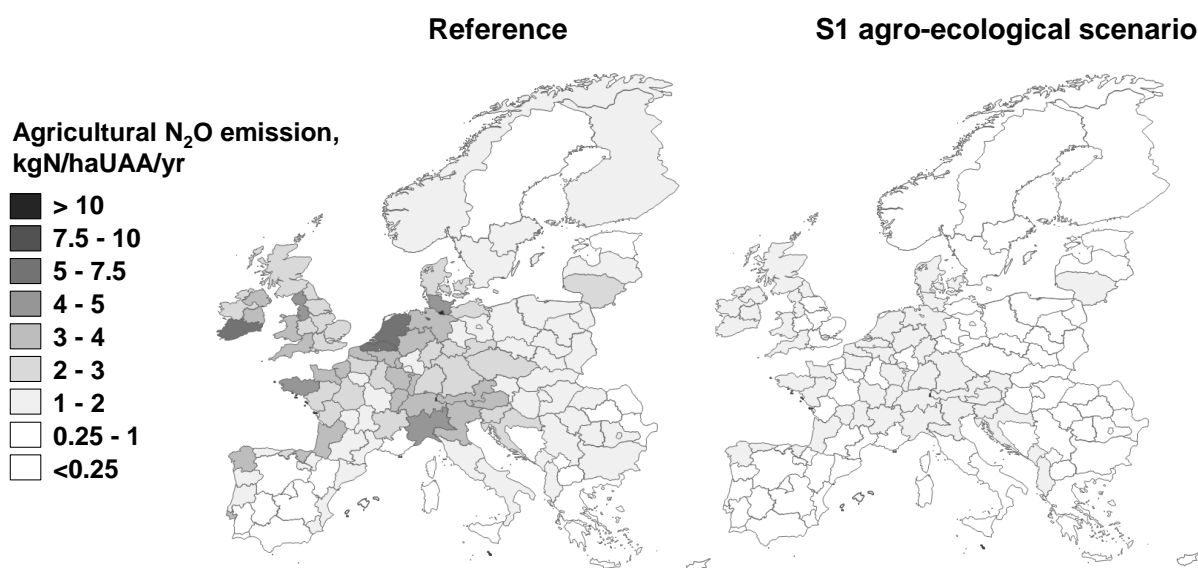 Reference
S1 agro-ecological scenario
Agricultural N₂O emission,
kgN/haUAA/yr
> 10
7.5 - 10
5 - 7.5
4 - 5
3 - 4
2 - 3
1 - 2
0.25 - 1
<0.25